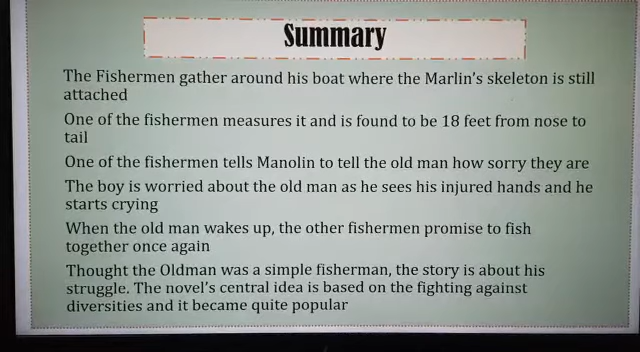 Summary
The Fishermen gather around his boat where the Marlin's skeleton is still
attached
One of the fishermen measures it and is found to be 18 feet from nose to
tail
One of the fishermen tells Manolin to tell the old man how sorry they are
The boy is worried about the old man as he sees his injured hands and he
starts crying
When the old man wakes up, the other fishermen promise to fish
together once again
Thought the Oldman was a simple fisherman, the story is about his
struggle. The novel's central idea is based on the fighting against
diversities and it became quite popular